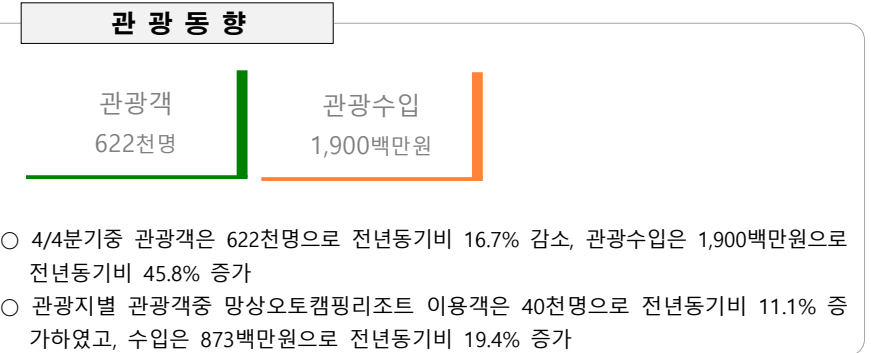 관 광 동 향
관광객
622천명
관광수입
1,900백만원
○ 4/4분기중 관광객은 622천명으로 전년동기비 16.7% 감소, 관광수입은 1,900백만원으로
전년동기비 45.8% 증가
○ 관광지별 관광객중 망상오토캠핑리조트 이용객은 40천명으로 전년동기비 11.1% 증
가하였고, 수입은 873백만원으로 전년동기비 19.4% 증가